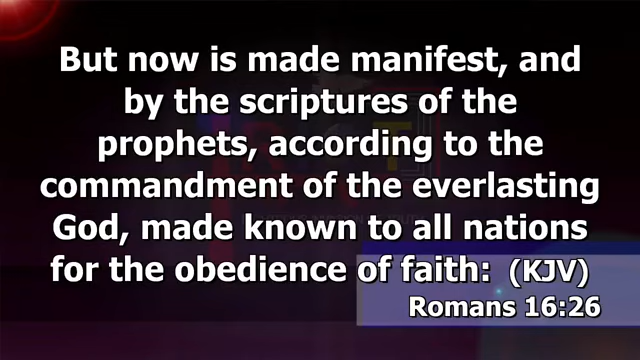 But now is made manifest, and
by the scriptures of the
prophets, according to the
commandment of the everlasting
God, made known to all nations
for the obedience of faith: (KJV)
Romans 16:26